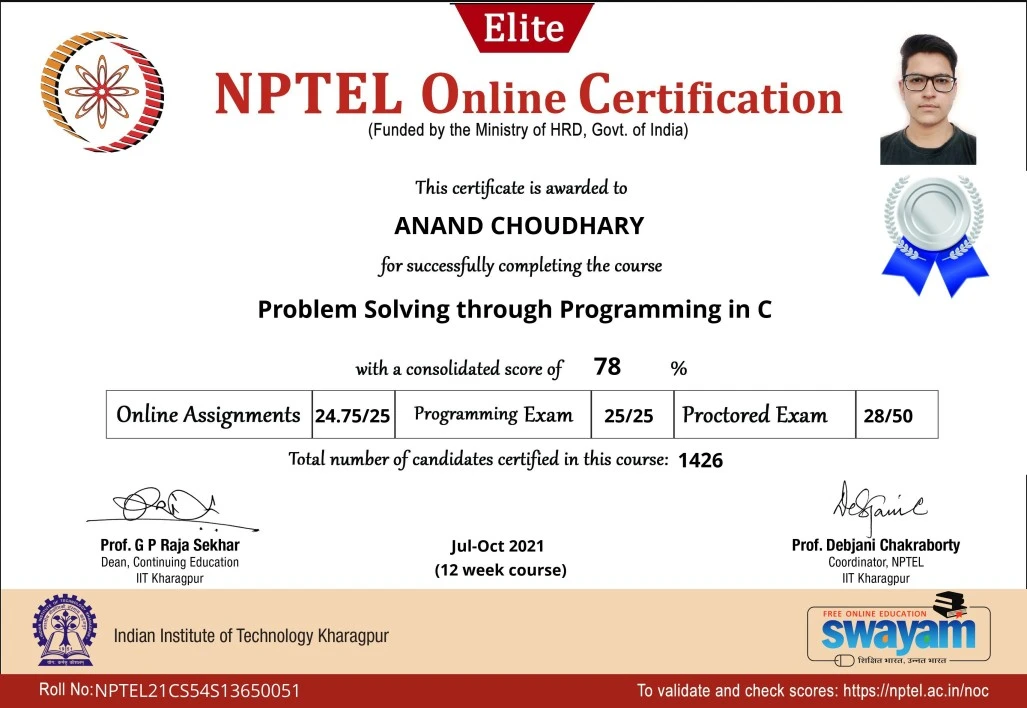 Elite
NPTEL Online Certification
(Funded by the Ministry of HRD, Govt. of India)
This certificate is awarded to
ANAND CHOUDHARY
for successfully completing the course
Problem Solving through Programming in C
with a consolidated score of 78 %
Online Assignments 24.75/25 Programming Exam 25/25 Proctored Exam 28/50
Total number of candidates certified in this course: 1426
Prof. G P Raja Sekhar
Dean, Continuing Education
IIT Kharagpur
Jul-Oct 2021
(12 week course)
Prof. Debjani Chakraborty
Coordinator, NPTEL
IIT Kharagpur
Indian Institute of Technology Kharagpur
FREE ONLINE EDUCATION
swayam
शिक्षित भारत, उन्नत भारत
Roll No:NPTEL21CS54S13650051
To validate and check scores: https://nptel.ac.in/noc